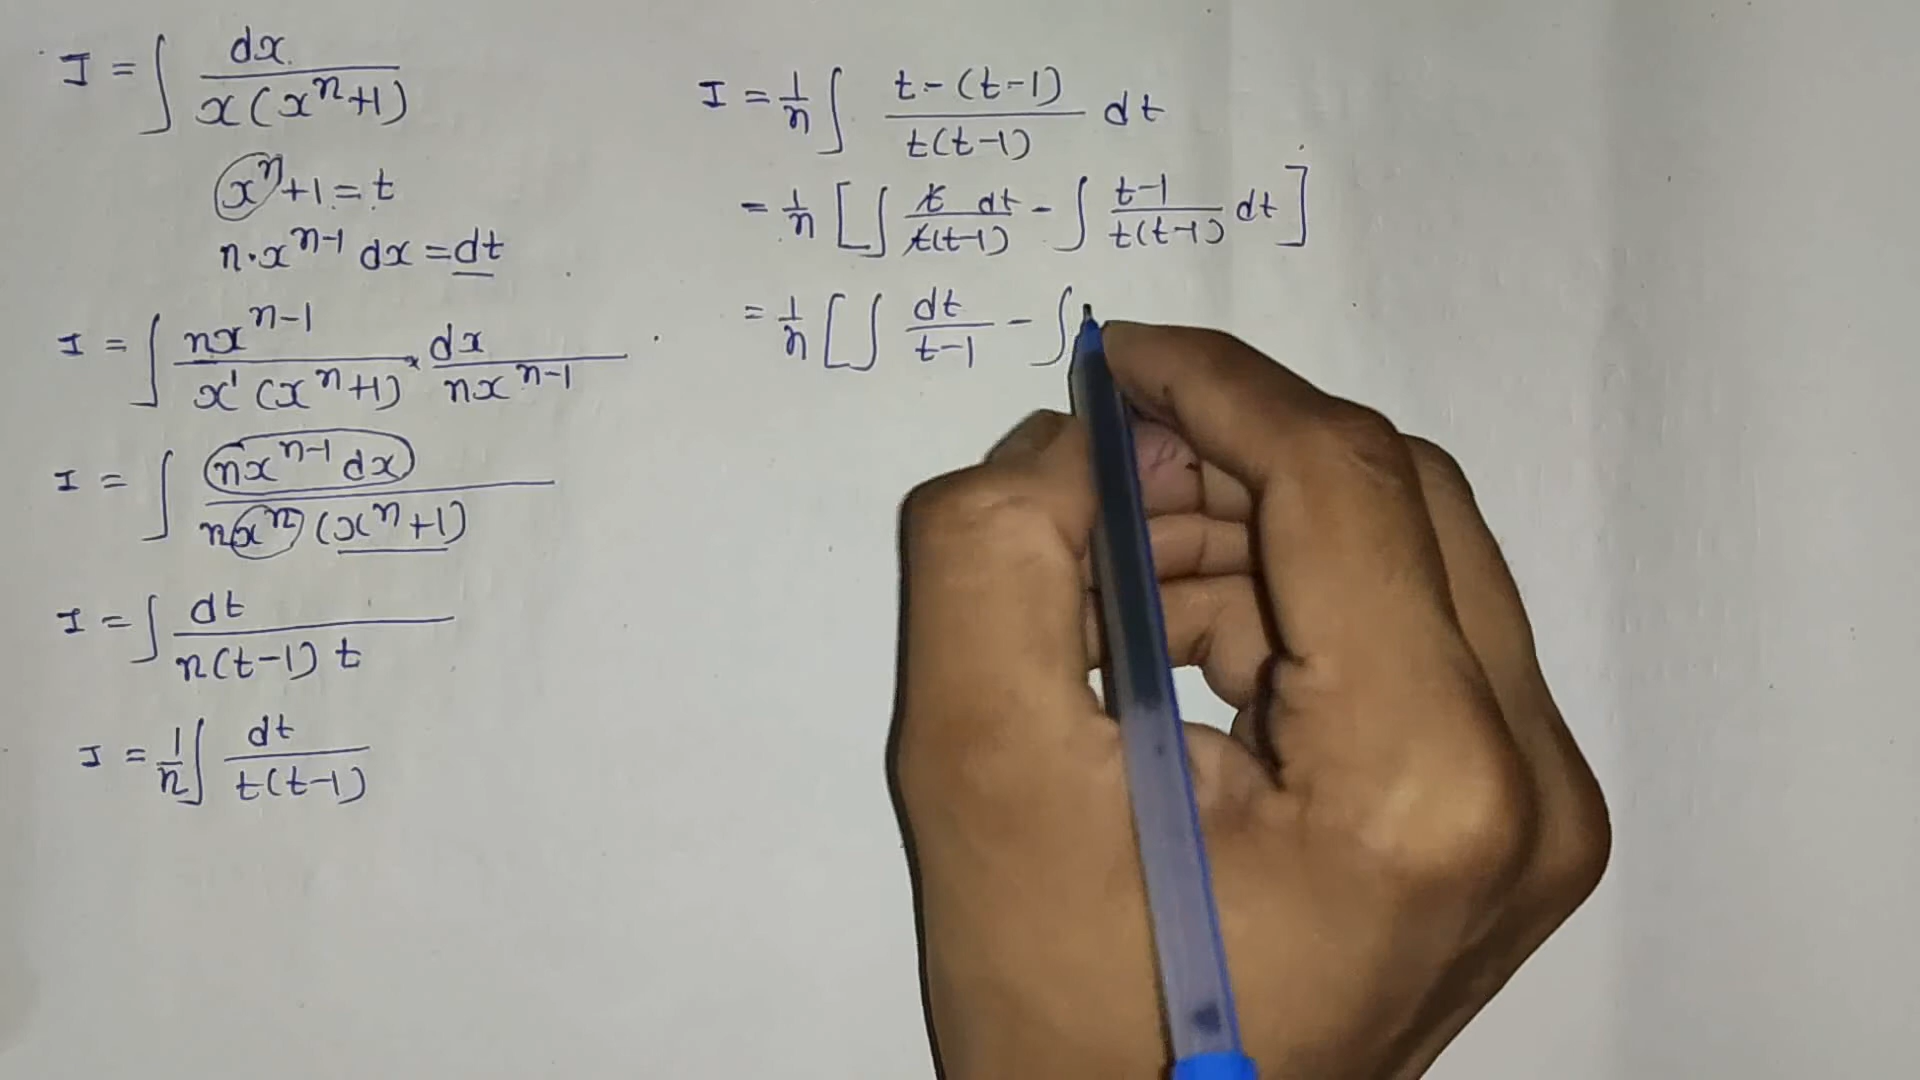 I = ∫ dx / x(xⁿ+1)
xⁿ+1 = t
n·xⁿ⁻¹ dx = dt
I = ∫ nxⁿ⁻¹ / x¹(xⁿ+1) * dx / nxⁿ⁻¹
I = ∫ nxⁿ⁻¹ dx / nxⁿ (xⁿ+1)
I = ∫ dt / n(t-1) t
I = 1/n ∫ dt / t(t-1)
I = 1/n ∫ t-(t-1) / t(t-1) dt
= 1/n [∫ t dt / t(t-1) - ∫ t-1 / t(t-1) dt]
= 1/n [∫ dt / t-1 - ∫